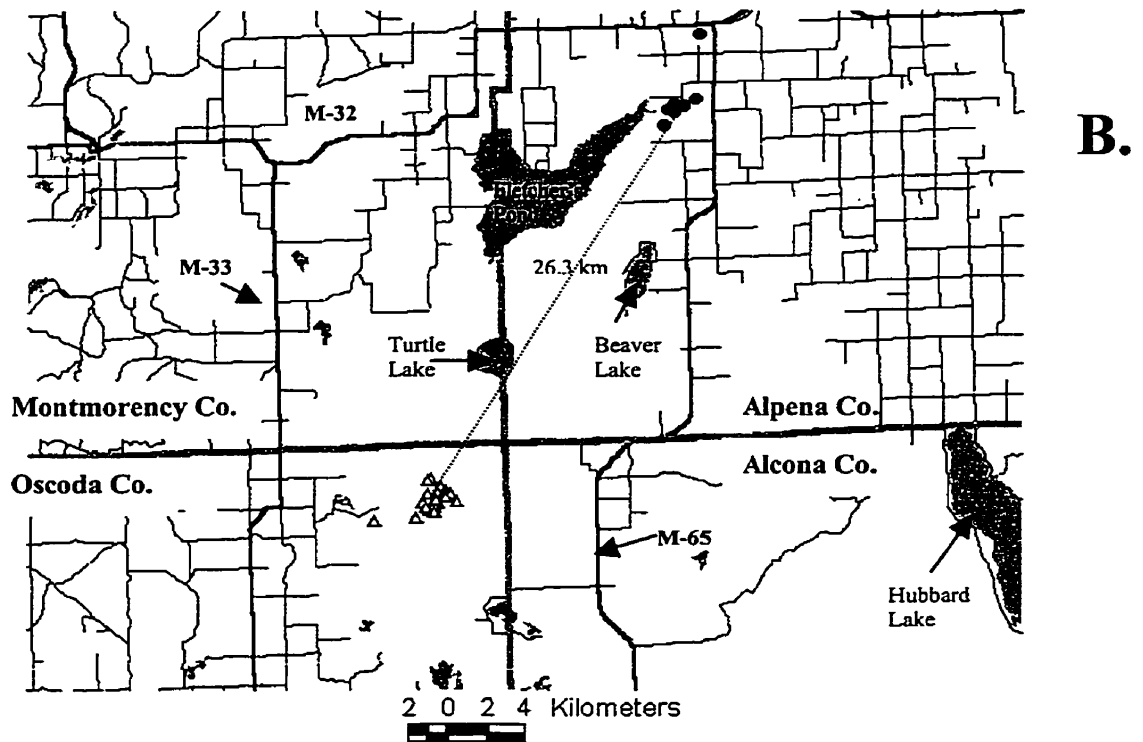 B.
M-32
Fletcher's
Pond
M-33
26.3 km
Turtle
Lake
Beaver
Lake
Montmorency Co.
Alpena Co.
Oscoda Co.
Alcona Co.
M-65
Hubbard
Lake
2 0 2 4 Kilometers